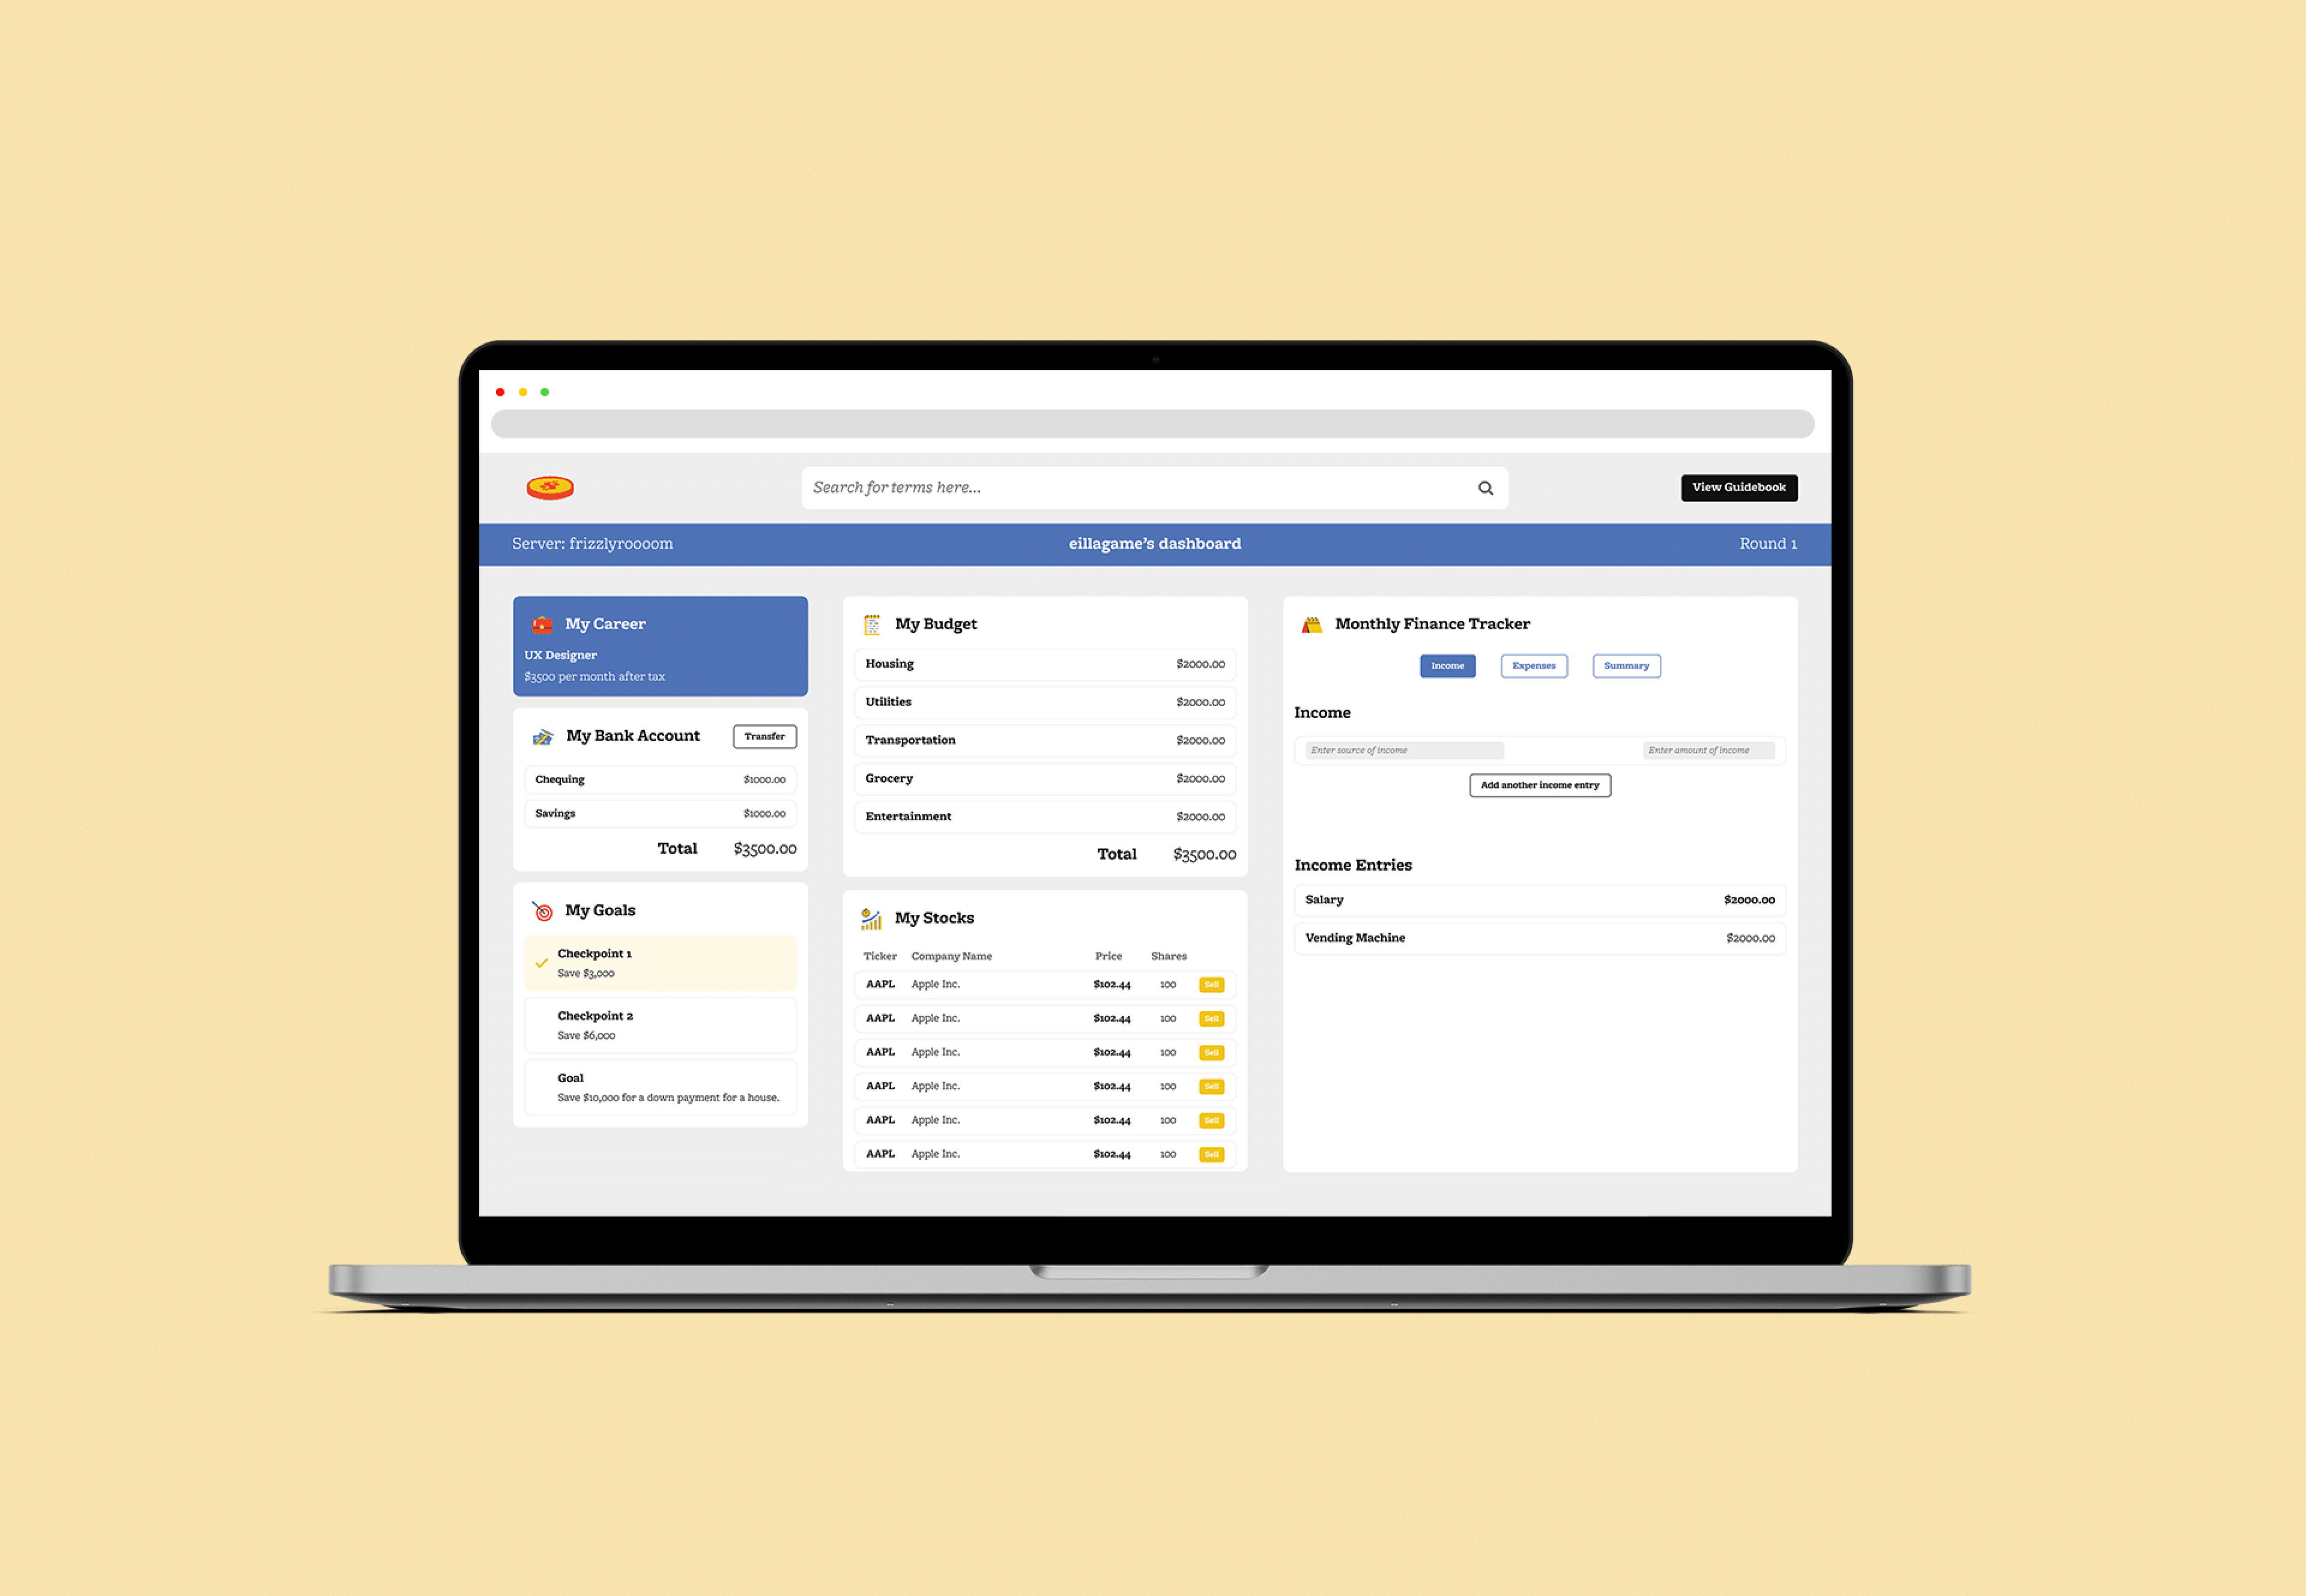 Search for terms here...
View Guidebook
Server: frizzlyroooom
eillagame's dashboard
Round 1
My Career
UX Designer
$3500 per month after tax
My Bank Account
Transfer
Chequing $1000.00
Savings $1000.00
Total $3500.00
My Goals
Checkpoint 1
Save $3,000
Checkpoint 2
Save $6,000
Goal
Save $10,000 for a down payment for a house.
My Budget
Housing $2000.00
Utilities $2000.00
Transportation $2000.00
Grocery $2000.00
Entertainment $2000.00
Total $3500.00
My Stocks
Ticker Company Name Price Shares
AAPL Apple Inc. $102.44 100 Sell
AAPL Apple Inc. $102.44 100 Sell
AAPL Apple Inc. $102.44 100 Sell
AAPL Apple Inc. $102.44 100 Sell
AAPL Apple Inc. $102.44 100 Sell
AAPL Apple Inc. $102.44 100 Sell
Monthly Finance Tracker
Income Expenses Summary
Income
Enter source of income Enter amount of income
Add another income entry
Income Entries
Salary $2000.00
Vending Machine $2000.00